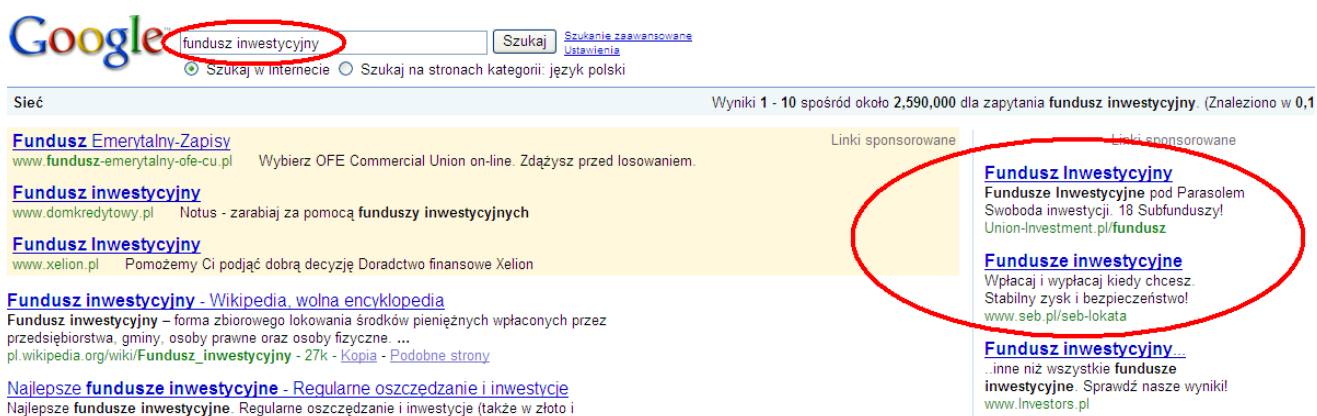 Google
fundusz inwestycyjny
Szukaj
Szukanie zaawansowane
Ustawienia
Szukaj w Internecie Szukaj na stronach kategorii: język polski
Sieć
Wyniki 1 - 10 spośród około 2,590,000 dla zapytania fundusz inwestycyjny. (Znaleziono w 0,1
Linki sponsorowane
Fundusz Emerytalny-Zapisy
www.fundusz-emerytalny-ofe-cu.pl Wybierz OFE Commercial Union on-line. Zdążysz przed losowaniem.
Fundusz inwestycyjny
www.domkredytowy.pl Notus - zarabiaj za pomocą funduszy inwestycyjnych
Fundusz Inwestycyjny
www.xelion.pl Pomożemy Ci podjąć dobrą decyzję Doradctwo finansowe Xelion
Fundusz inwestycyjny - Wikipedia, wolna encyklopedia
Fundusz inwestycyjny – forma zbiorowego lokowania środków pieniężnych wpłaconych przez
przedsiębiorstwa, gminy, osoby prawne oraz osoby fizyczne. ...
pl.wikipedia.org/wiki/Fundusz_inwestycyjny - 27k - Kopia - Podobne strony
Najlepsze fundusze inwestycyjne - Regularne oszczędzanie i inwestycje
Najlepsze fundusze inwestycyjne. Regularne oszczędzanie i inwestycje (także w złoto i
Linki sponsorowane
Fundusz Inwestycyjny
Fundusze Inwestycyjne pod Parasolem
Swoboda inwestycji. 18 Subfunduszy!
Union-Investment.pl/fundusz
Fundusze inwestycyjne
Wpłacaj i wypłacaj kiedy chcesz.
Stabilny zysk i bezpieczeństwo!
www.seb.pl/seb-lokata
Fundusz inwestycyjny...
..inne niż wszystkie fundusze
inwestycyjne. Sprawdź nasze wyniki!
www.Investors.pl